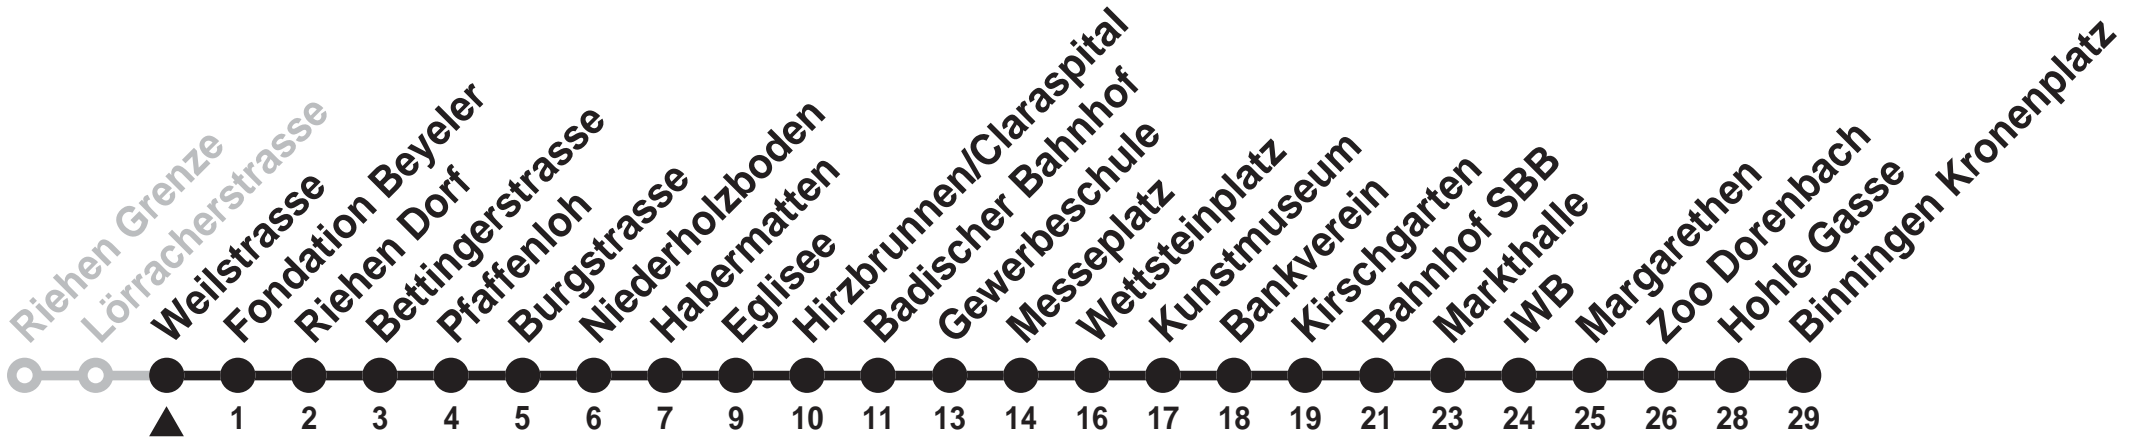 Riehen Grenze
Lörracherstrasse
Weilstrasse
Fondation Beyeler
Riehen Dorf
Bettingerstrasse
Pfaffenloh
Burgstrasse
Niederholzboden
Habermatten
Eglisee
Hirzbrunnen/Claraspital
Badischer Bahnhof
Gewerbeschule
Messeplatz
Wettsteinplatz
Kunstmuseum
Bankverein
Kirschgarten
Bahnhof SBB
Markthalle
IWB
Margarethen
Zoo Dorenbach
Hohle Gasse
Binningen Kronenplatz
1 2 3 4 5 6 7 9 10 11 13 14 16 17 18 19 21 23 24 25 26 28 29